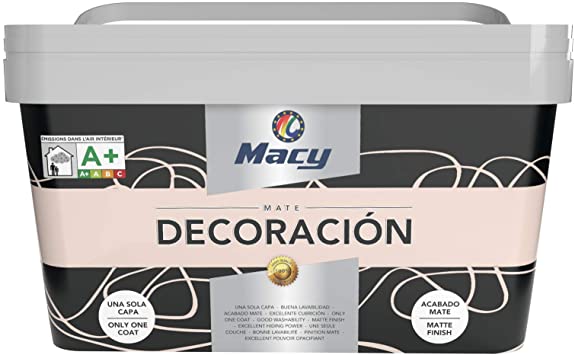 Macy
EMISSIONS DANS L'AIR INTÉRIEUR
A+
A+ A B C
MATE
DECORACIÓN
100%
UNA SOLA
CAPA
ONLY ONE
COAT
UNA SOLA CAPA - BUENA LAVABILIDAD
ACABADO MATE - EXCELENTE CUBRICIÓN - ONLY
ONE COAT - GOOD WASHABILITY - MATTE FINISH
EXCELLENT HIDING POWER - UNE SEULE
COUCHE - BONNE LAVABILITÉ - FINITION MATE
EXCELLENT POUVOIR OPACIFIANT
ACABADO
MATE
MATTE
FINISH